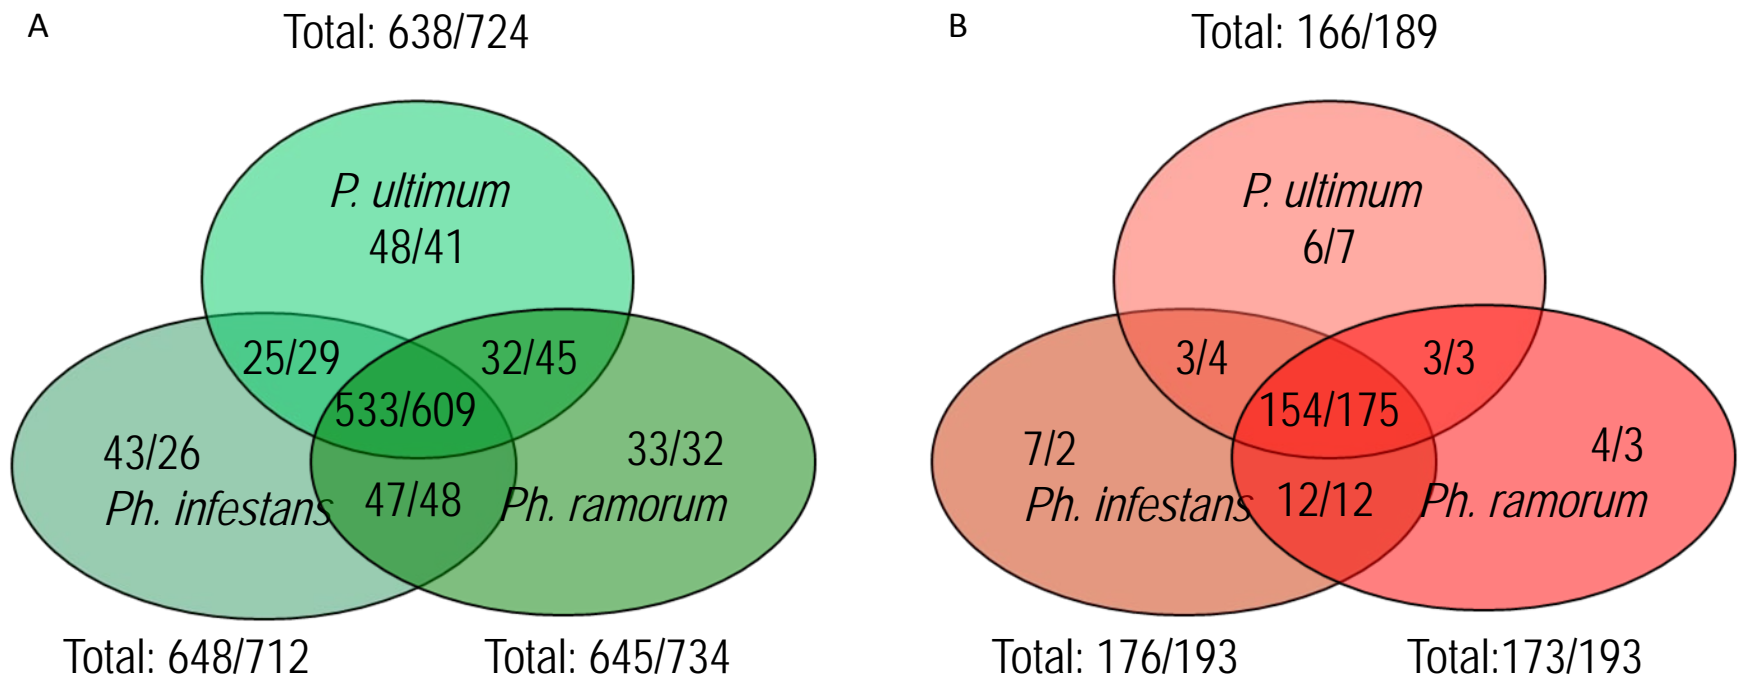 A
Total: 638/724
P. ultimum
48/41
25/29
32/45
533/609
43/26
33/32
Ph. infestans
47/48
Ph. ramorum
Total: 648/712
Total: 645/734
B
Total: 166/189
P. ultimum
6/7
3/4
3/3
154/175
7/2
4/3
Ph. infestans
12/12
Ph. ramorum
Total: 176/193
Total:173/193